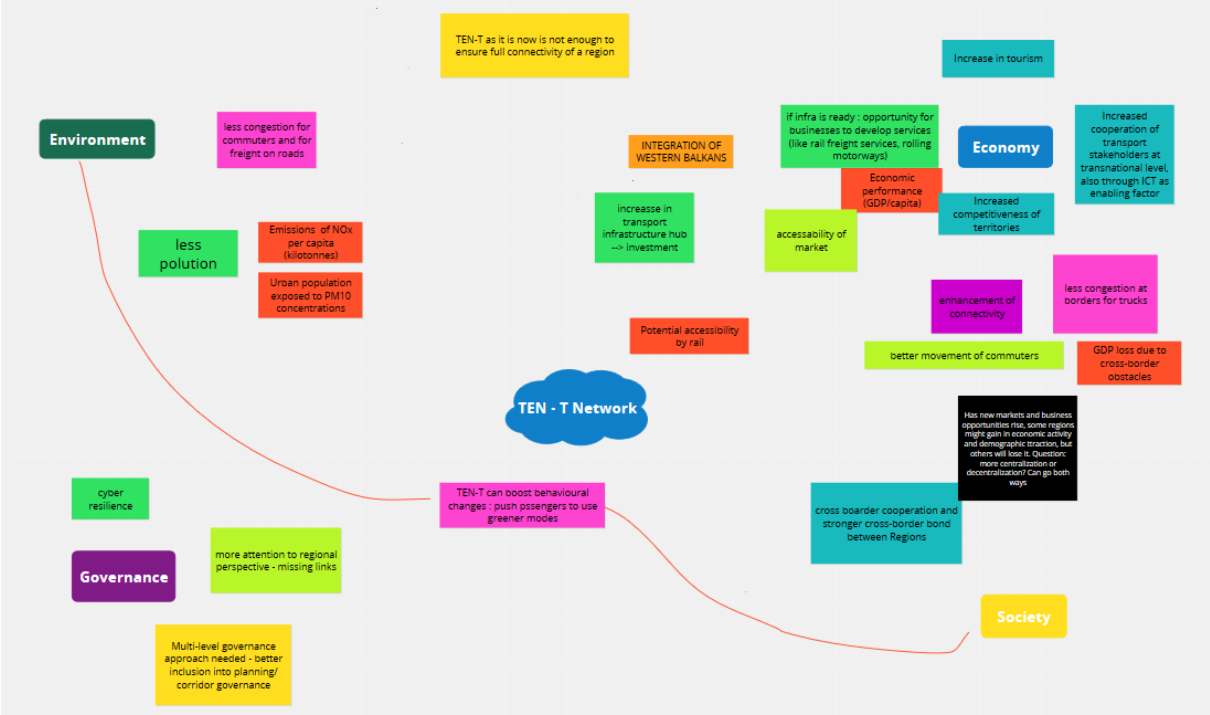 TEN-T as it is now is not enough to
ensure full connectivity of a region
Increase in tourism
Environment
less congestion for
commuters and for
freight on roads
INTEGRATION OF
WESTERN BALKANS
if infra is ready : opportunity for
businesses to develop services
(like rail freight services, rolling
motorways)
Economy
Increased
cooperation of
transport
stakeholders at
transnational level,
also through ICT as
enabling factor
Economic
performance
(GDP/capita)
Increased
competitiveness of
territories
increasse in
transport
infrastructure hub
--> investment
accessability of
market
less
polution
Emissions of NOx
per capita
(kilotonnes)
Urban population
exposed to PM10
concentrations
enhancement of
connectivity
less congestion at
borders for trucks
Potential accessibility
by rail
better movement of commuters
GDP loss due to
cross-border
obstacles
TEN - T Network
Has new markets and business
opportunities rise, some regions
might gain in economic activity
and demographic ttraction, but
others will lose it. Question:
more centralization or
decentralization? Can go both
ways
TEN-T can boost behavioural
changes : push pssengers to use
greener modes
cross boarder cooperation and
stronger cross-border bond
between Regions
cyber
resilience
more attention to regional
perspective - missing links
Governance
Society
Multi-level governance
approach needed - better
inclusion into planning/
corridor governance